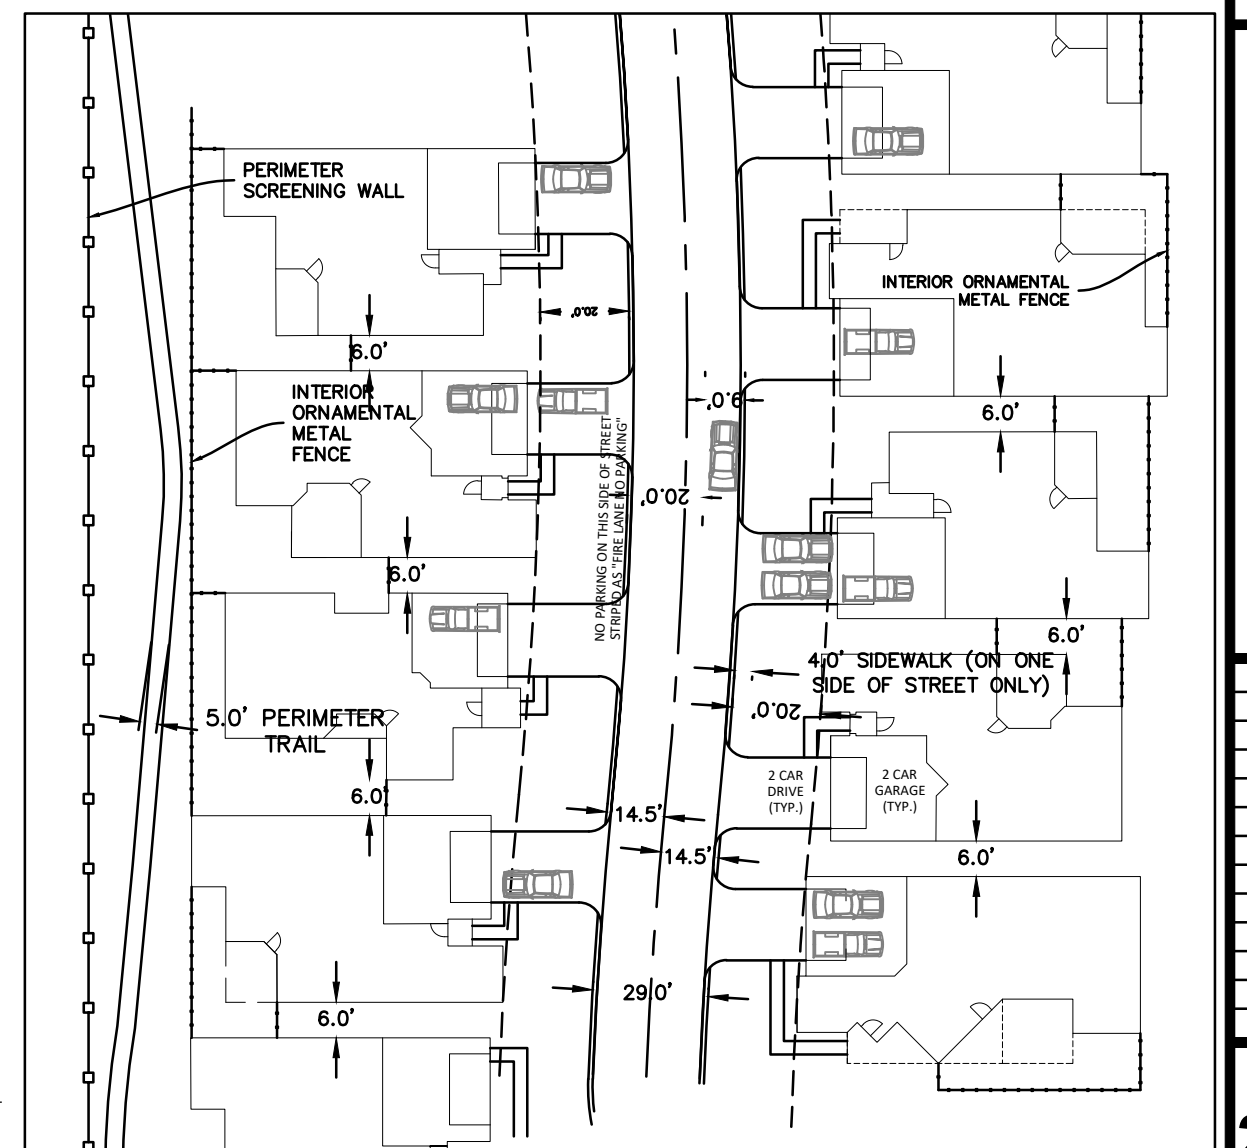 PERIMETER
SCREENING WALL
20.0'
6.0'
INTERIOR
ORNAMENTAL
METAL
FENCE
INTERIOR ORNAMENTAL
METAL FENCE
9.0'
6.0'
NO PARKING ON THIS SIDE OF STREET
STRIPED AS "FIRE LANE NO PARKING"
20.0'
6.0'
6.0'
4.0' SIDEWALK (ON ONE
SIDE OF STREET ONLY)
20.0'
5.0' PERIMETER
TRAIL
6.0'
2 CAR
DRIVE
(TYP.)
2 CAR
GARAGE
(TYP.)
14.5'
14.5'
6.0'
29.0'
6.0'